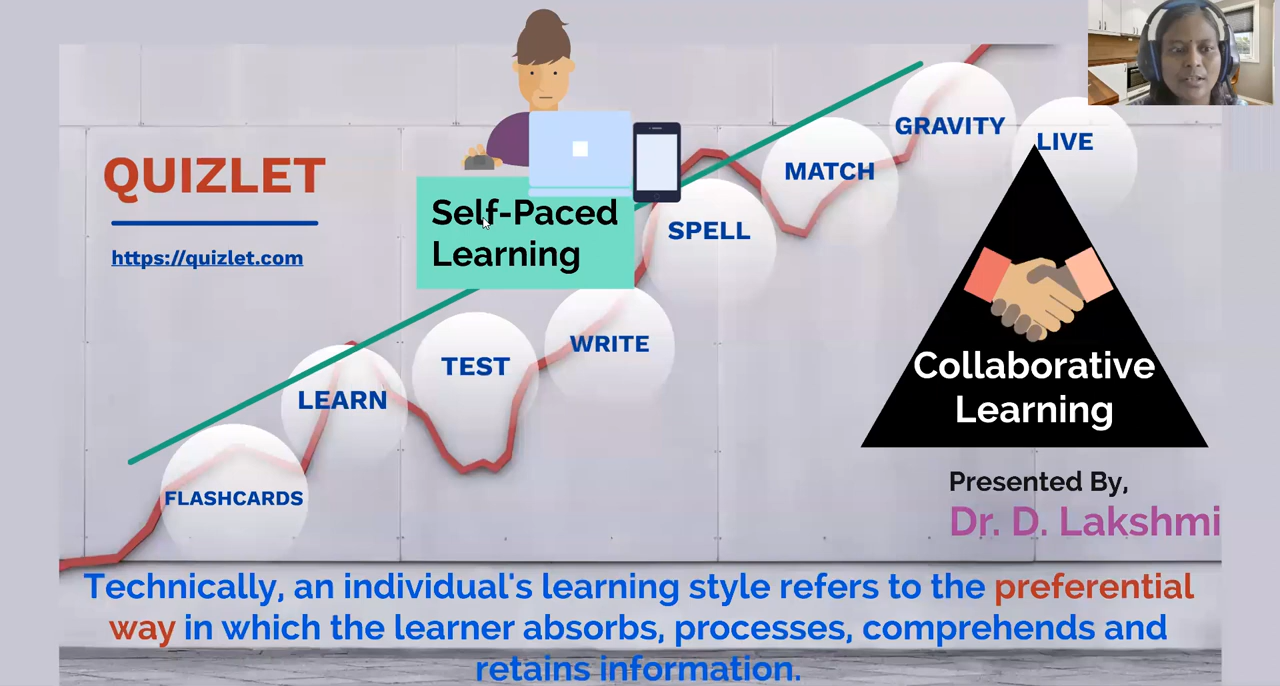 QUIZLET
https://quizlet.com
Self-Paced
Learning
FLASHCARDS
LEARN
TEST
WRITE
SPELL
MATCH
GRAVITY
LIVE
Collaborative
Learning
Presented By,
Dr. D. Lakshmi
Technically, an individual's learning style refers to the preferential
way in which the learner absorbs, processes, comprehends and
retains information.